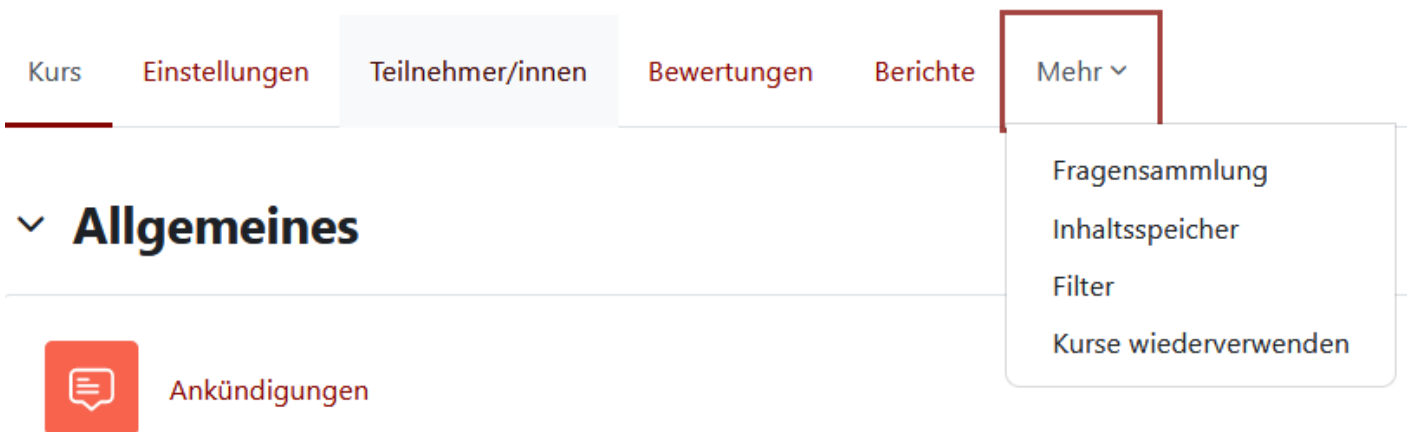 Kurs Einstellungen Teilnehmer/innen Bewertungen Berichte Mehr
Fragensammlung
Inhaltsspeicher
Filter
Kurse wiederverwenden
Allgemeines
Ankündigungen